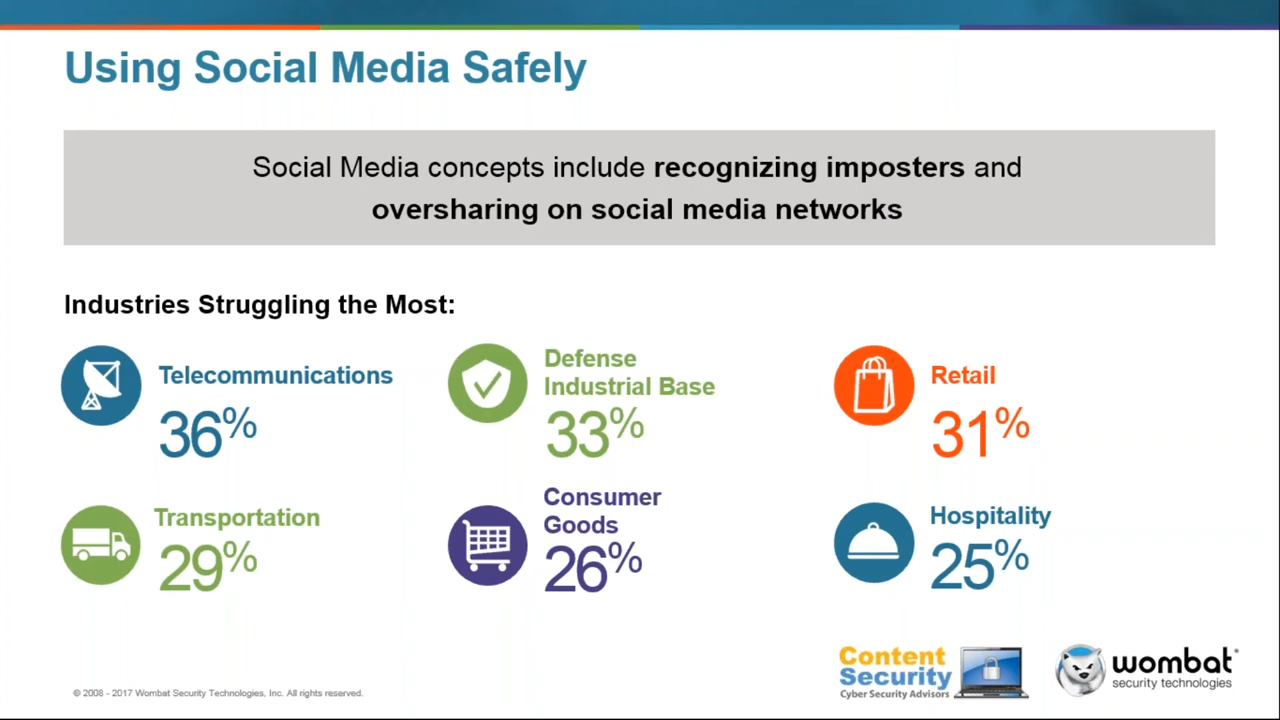 Using Social Media Safely
Social Media concepts include recognizing imposters and
oversharing on social media networks
Industries Struggling the Most:
Telecommunications
36%
Defense
Industrial Base
33%
Retail
31%
Transportation
29%
Consumer
Goods
26%
Hospitality
25%
© 2008 - 2017 Wombat Security Technologies, Inc. All rights reserved.
Content
Security
Cyber Security Advisors
wombat®
security technologies